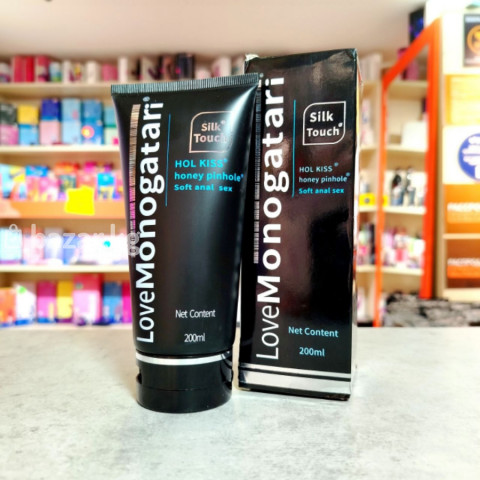 LoveMonogatari®
Silk
Touch
HOL KISS®
honey pinhole®
Soft anal sex
Net Content
200ml
LoveMonogatari®
Silk
Touch
HOL KISS®
honey pinhole®
Soft anal sex
Net Content
200ml